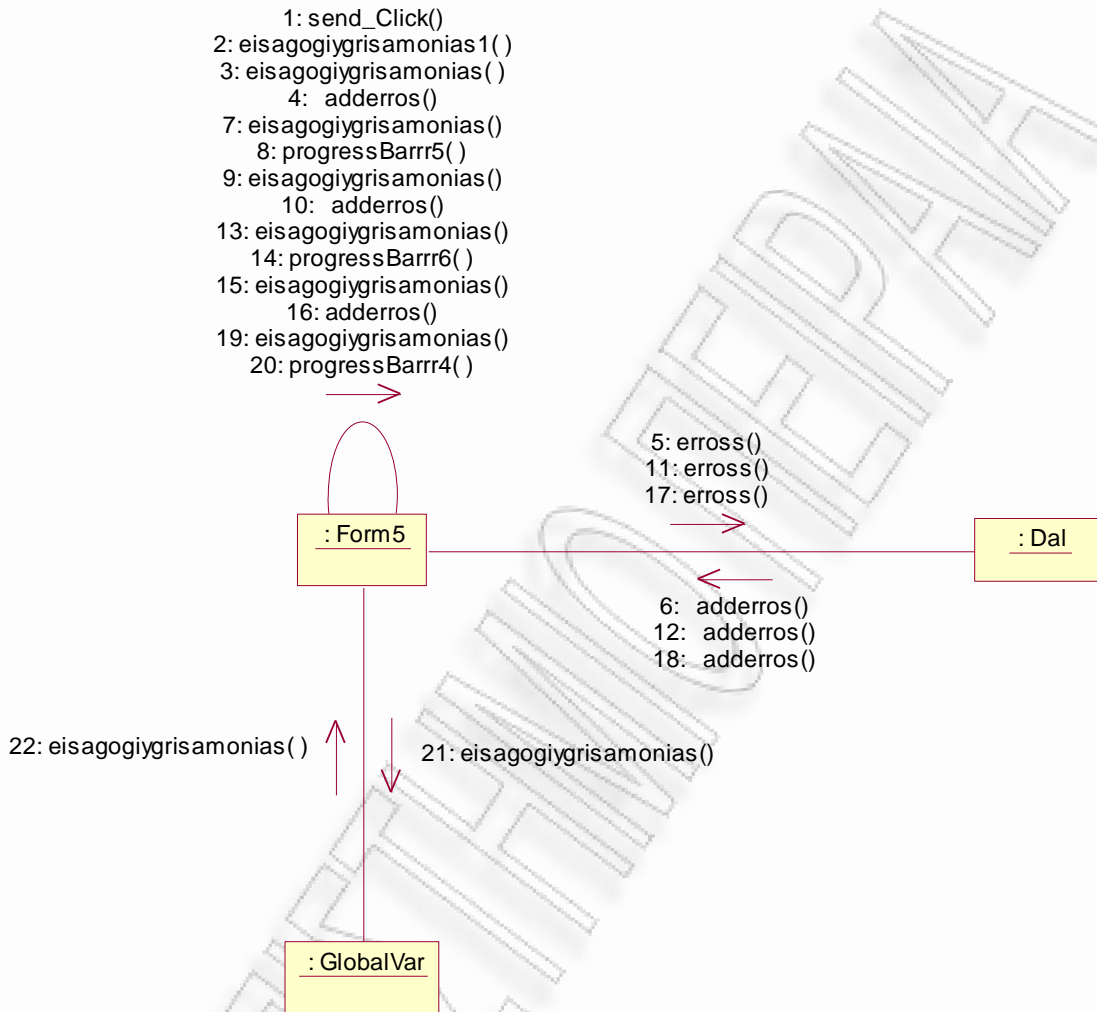 1: send_Click()
2: eisagogiygrisamonias1( )
3: eisagogiygrisamonias( )
4: adderros()
7: eisagogiygrisamonias()
8: progressBarrr5( )
9: eisagogiygrisamonias()
10: adderros()
13: eisagogiygrisamonias()
14: progressBarrr6( )
15: eisagogiygrisamonias()
16: adderros()
19: eisagogiygrisamonias()
20: progressBarrr4( )
5: erross()
11: erross()
17: erross()
: Form5
: Dal
6: adderros()
12: adderros()
18: adderros()
22: eisagogiygrisamonias( )
21: eisagogiygrisamonias()
: GlobalVar